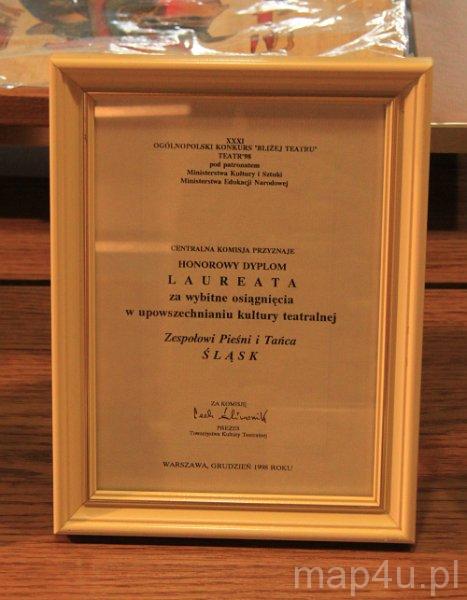 XXXI
OGÓLNOPOLSKI KONKURS "BLIŻEJ TEATRU"
TEATR'98
pod patronatem
Ministerstwa Kultury i Sztuki
Ministerstwa Edukacji Narodowej
CENTRALNA KOMISJA PRZYZNAJE
HONOROWY DYPLOM
LAUREATA
za wybitne osiągnięcia
w upowszechnianiu kultury teatralnej
Zespołowi Pieśni i Tańca
ŚLĄSK
ZA KOMISJĘ
PREZES
Towarzystwa Kultury Teatralnej
WARSZAWA, GRUDZIEŃ 1998 ROKU
map4u.pl